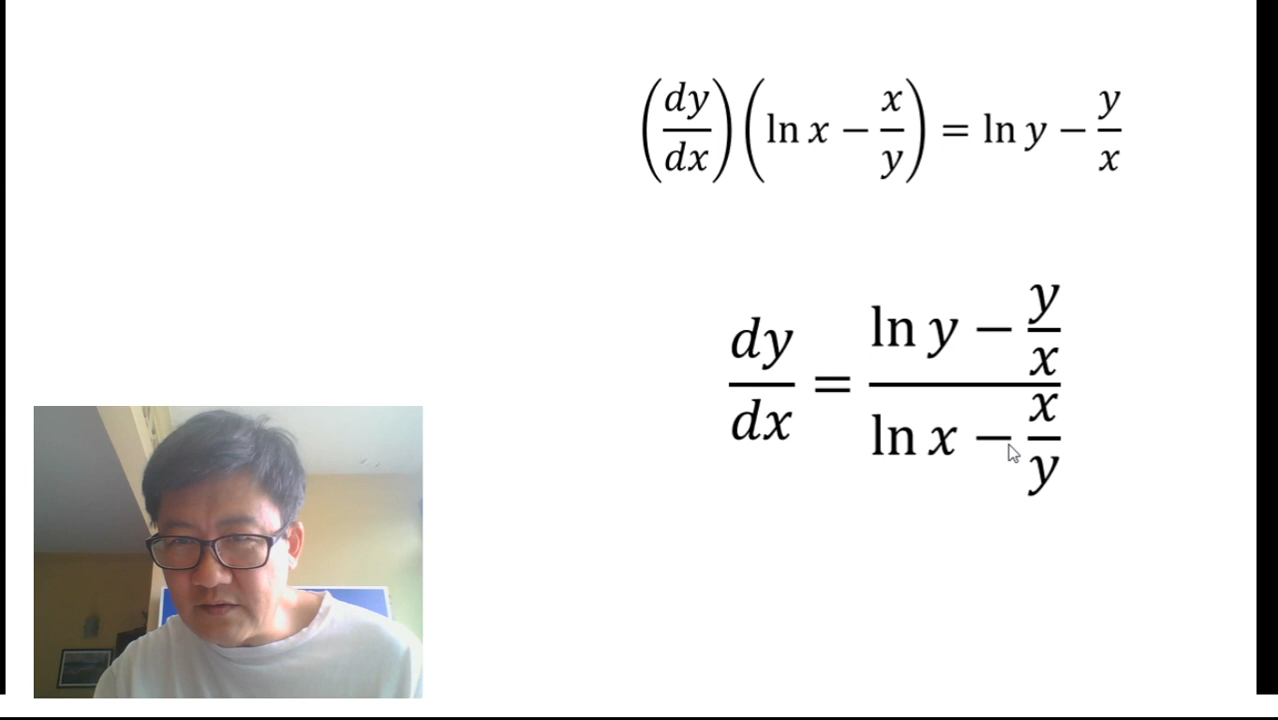 (dy/dx)(ln x − x/y) = ln y − y/x
dy/dx = (ln y − y/x)/(ln x − x/y)